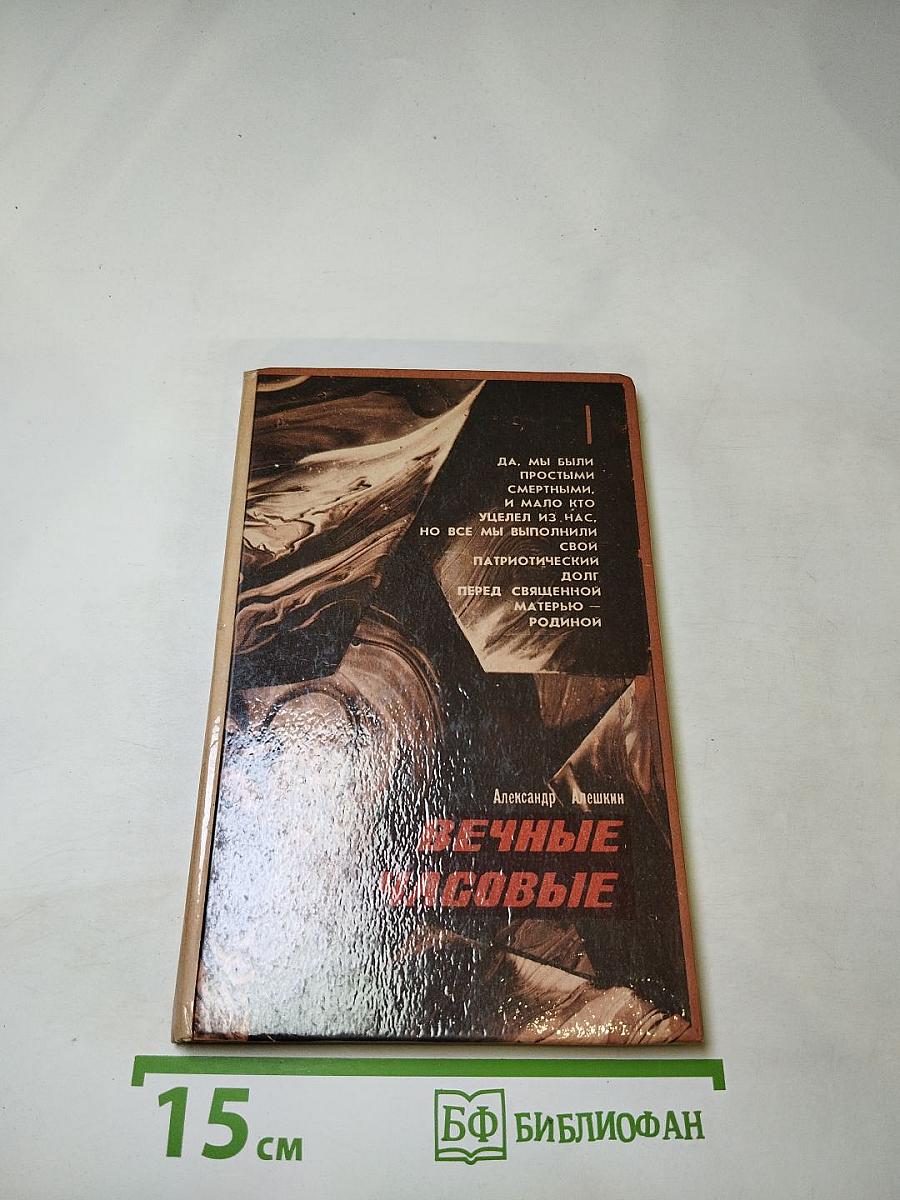 ДА, МЫ БЫЛИ
ПРОСТЫМИ
СМЕРТНЫМИ,
И МАЛО КТО
УЦЕЛЕЛ ИЗ НАС,
НО ВСЕ МЫ ВЫПОЛНИЛИ
СВОЙ
ПАТРИОТИЧЕСКИЙ
ДОЛГ
ПЕРЕД СВЯЩЕННОЙ
МАТЕРЬЮ —
РОДИНОЙ
Александр Алешкин
ВЕЧНЫЕ
ЧАСОВЫЕ
15 см
БФ БИБЛИОФАН